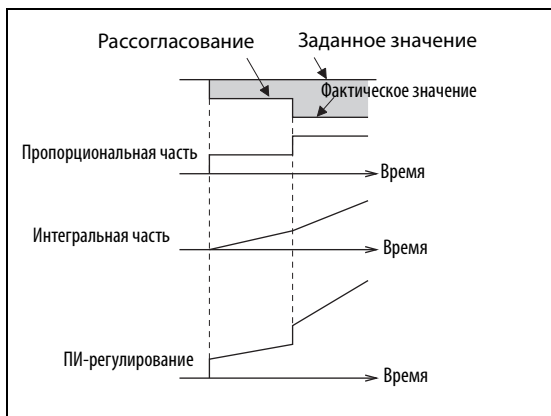 Рассогласование
Заданное значение
Фактическое значение
Пропорциональная часть
Время
Интегральная часть
Время
ПИ-регулирование
Время